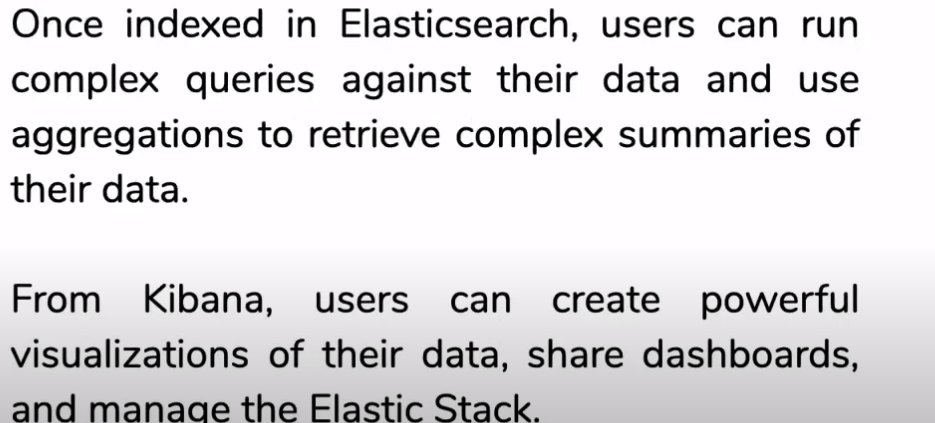 Once indexed in Elasticsearch, users can run
complex queries against their data and use
aggregations to retrieve complex summaries of
their data.
From Kibana, users can create powerful
visualizations of their data, share dashboards,
and manage the Elastic Stack.